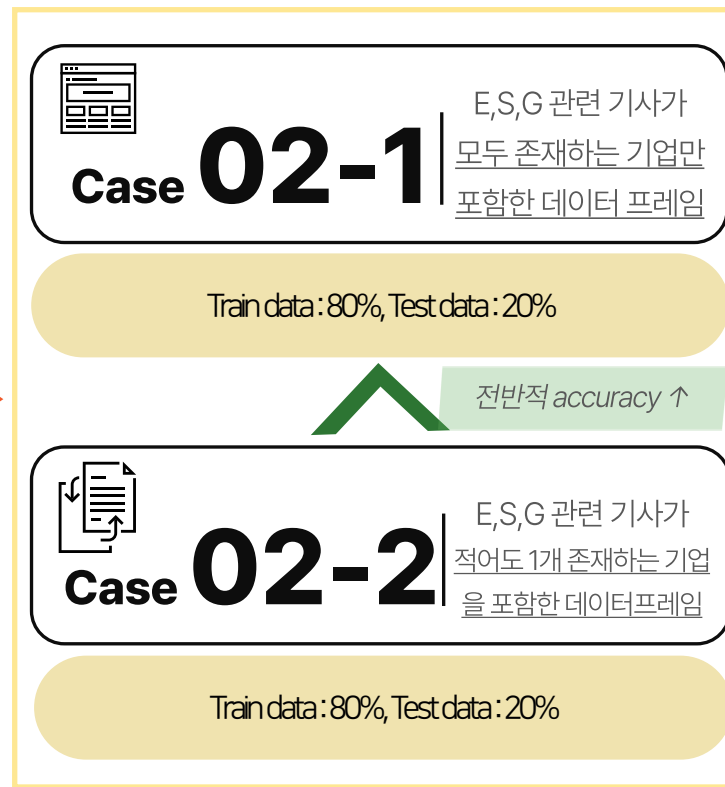 Case 02-1
E,S,G 관련 기사가
모두 존재하는 기업만
포함한 데이터 프레임
Train data : 80%, Test data : 20%
전반적 accuracy ↑
Case 02-2
E,S,G 관련 기사가
적어도 1개 존재하는 기업
을 포함한 데이터프레임
Train data : 80%, Test data : 20%